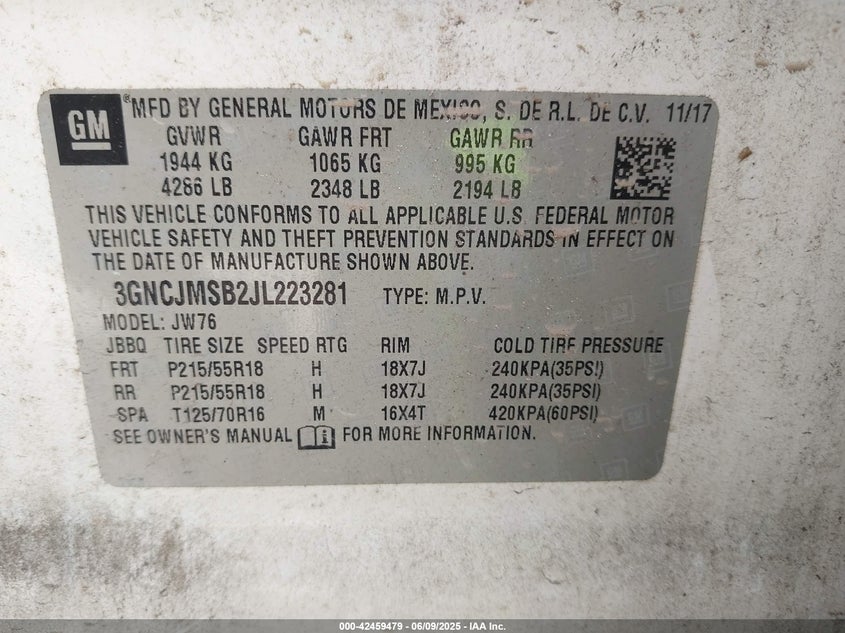 GM
® MFD BY GENERAL MOTORS DE MEXICO, S. DE R.L. DE C.V. 11/17
GVWR GAWR FRT GAWR RR
1944 KG 1065 KG 995 KG
4286 LB 2348 LB 2194 LB
THIS VEHICLE CONFORMS TO ALL APPLICABLE U.S. FEDERAL MOTOR
VEHICLE SAFETY AND THEFT PREVENTION STANDARDS IN EFFECT ON
THE DATE OF MANUFACTURE SHOWN ABOVE.
3GNCJMSB2JL223281 TYPE: M.P.V.
MODEL: JW76
JBBQ TIRE SIZE SPEED RTG RIM COLD TIRE PRESSURE
FRT P215/55R18 H 18X7J 240KPA(35PSI)
RR P215/55R18 H 18X7J 240KPA(35PSI)
SPA T125/70R16 M 16X4T 420KPA(60PSI)
SEE OWNER'S MANUAL FOR MORE INFORMATION.
000-42459479 - 06/09/2025 - IAA Inc.